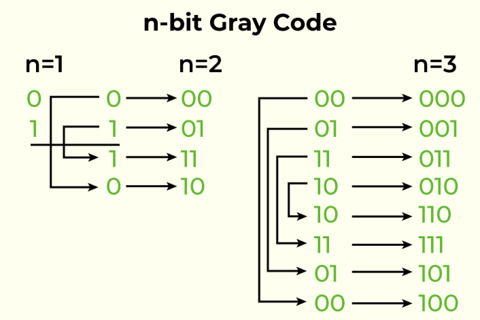 n-bit Gray Code
n=1 n=2 n=3
0 0 00 00 000
1 1 01 01 001
1 11 11 011
0 10 10 010
10 110
11 111
01 101
00 100